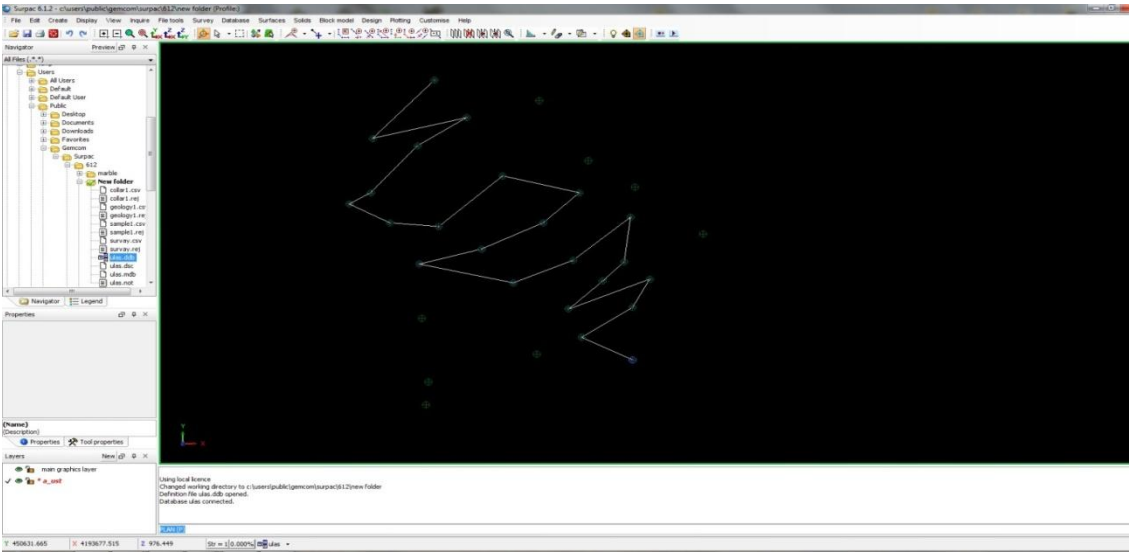 Surpac 6.1.2 - c:\users\public\gemcom\surpac\612\new folder (Profile:)
File Edit Create Display View Inquire File tools Survey Database Surfaces Solids Block model Design Plotting Customise Help
Navigator Preview
All Files (*.*)
Users
All Users
Default
Default User
Public
Desktop
Documents
Downloads
Favorites
Gemcom
Surpac
612
marble
New folder
collar1.csv
collar1.rej
geology1.csv
geology1.rej
sample1.csv
sample1.rej
survay.csv
survay.rej
ulas.ddb
ulas.dsc
ulas.mdb
ulas.not
Navigator Legend
Properties
(Name)
(Description)
Properties Tool properties
Layers New
main graphics layer
* a_ust
Y
X
Using local licence
Changed working directory to c:\users\public\gemcom\surpac\612\new folder
Definition file ulas.ddb opened.
Database ulas connected.
Y 450631.665 X 4193677.515 Z 976.449 Str = 1 0.000% ulas